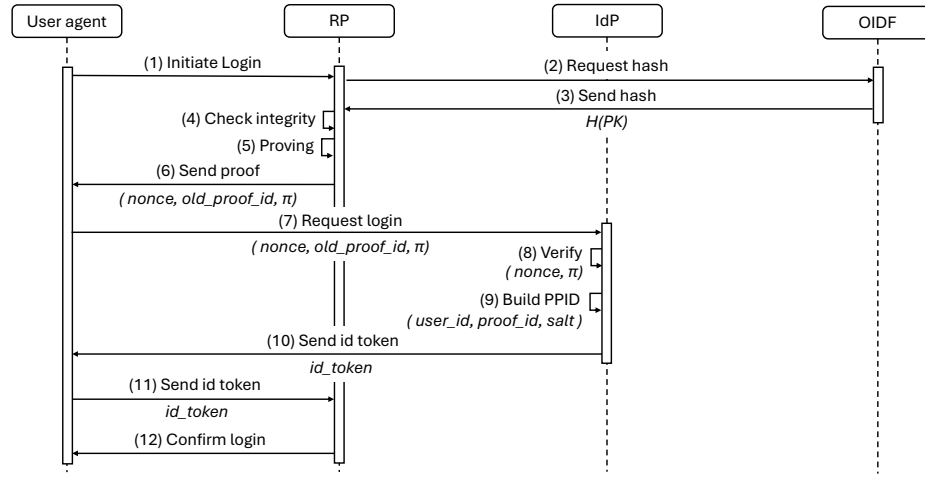 User agent
RP
IdP
OIDF
(1) Initiate Login
(2) Request hash
(3) Send hash
H(PK)
(4) Check integrity
(5) Proving
(6) Send proof
( nonce, old_proof_id, π)
(7) Request login
( nonce, old_proof_id, π)
(8) Verify
( nonce, π)
(9) Build PPID
( user_id, proof_id, salt )
(10) Send id token
id_token
(11) Send id token
id_token
(12) Confirm login